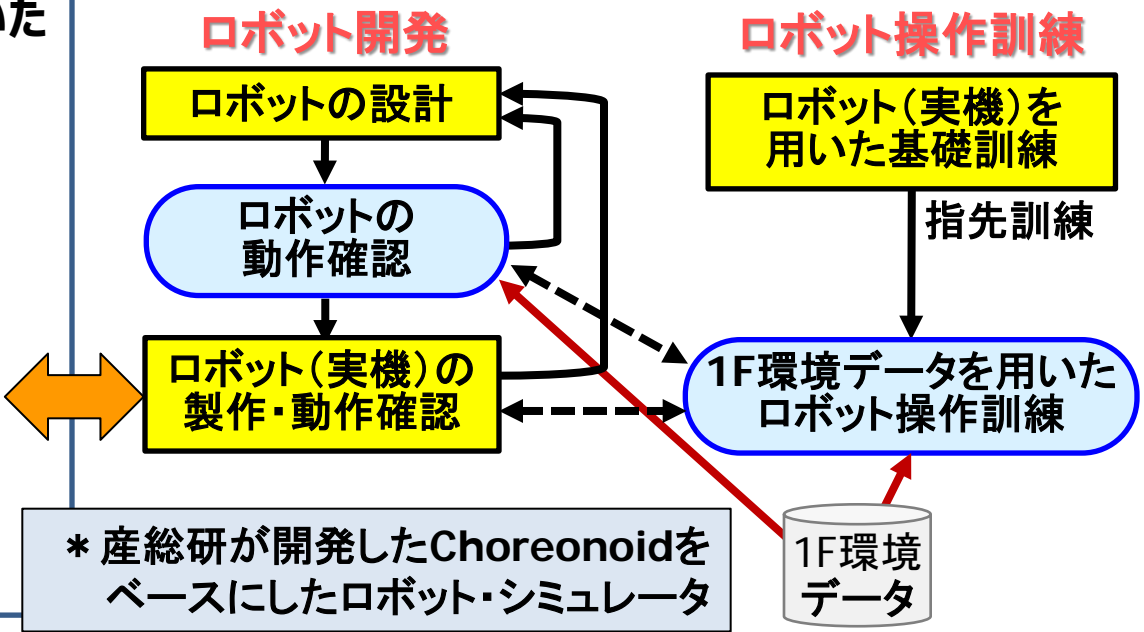 いた
ロボット開発
ロボットの設計
ロボットの
動作確認
ロボット（実機）の
製作・動作確認
ロボット操作訓練
ロボット（実機）を
用いた基礎訓練
指先訓練
1F環境データを用いた
ロボット操作訓練
1F環境
データ
＊産総研が開発したChoreonoidを
ベースにしたロボット・シミュレータ